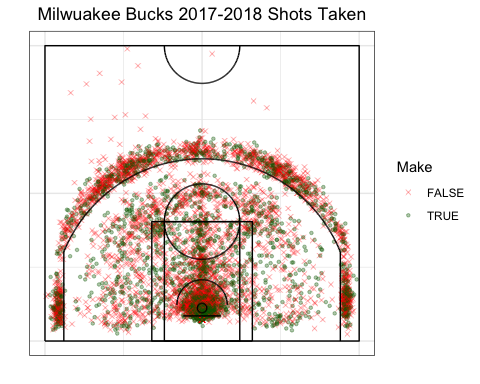 Milwuakee Bucks 2017-2018 Shots Taken
Make
FALSE
TRUE